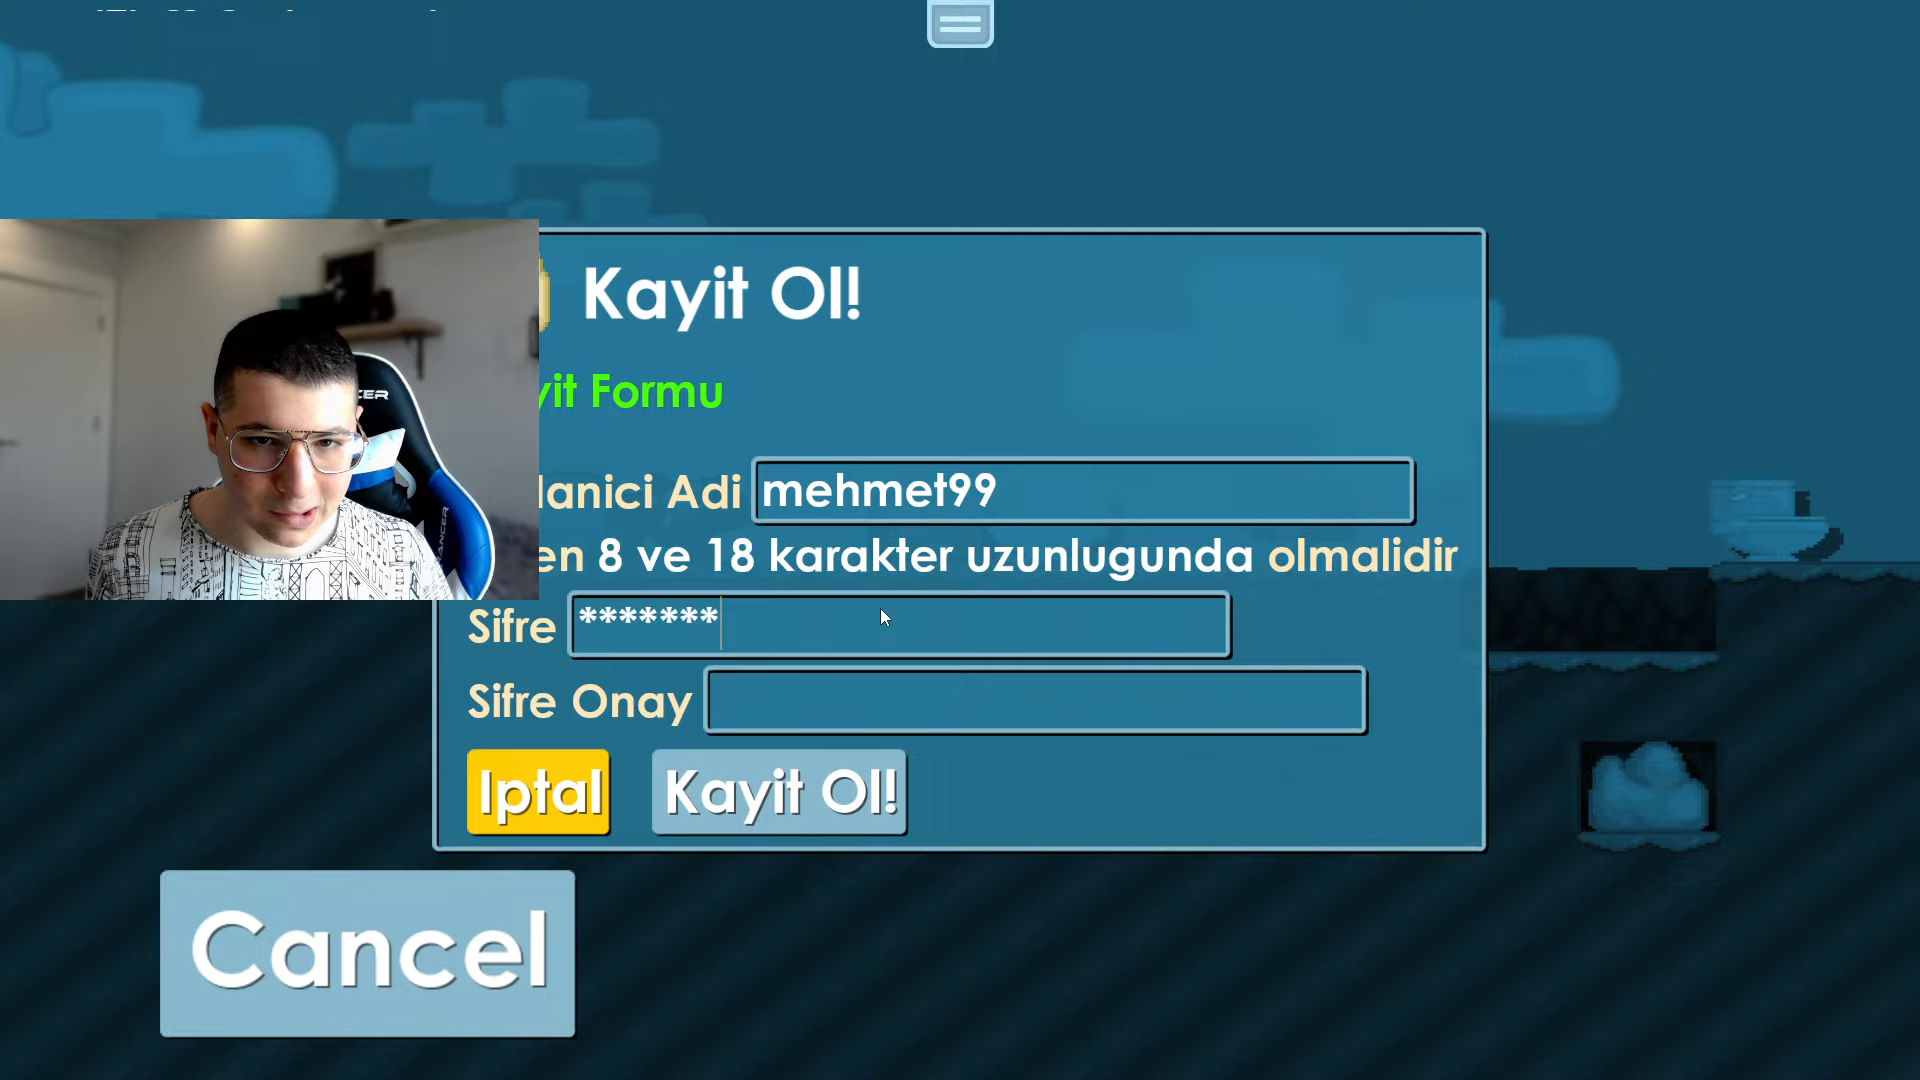 Kayit Ol!
yit Formu
lanici Adi mehmet99
en 8 ve 18 karakter uzunlugunda olmalidir
Sifre *******
Sifre Onay
Iptal Kayit Ol!
Cancel